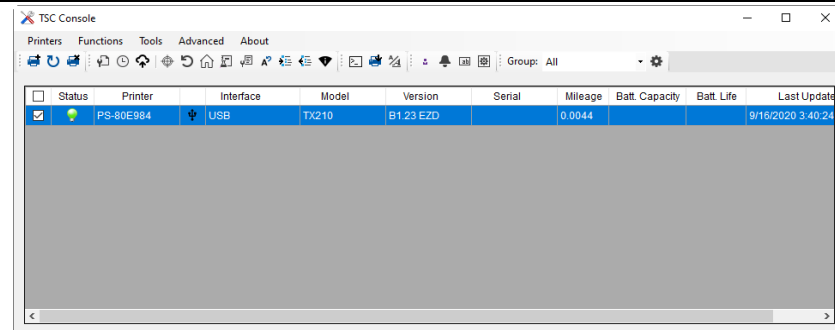 TSC Console
Printers Functions Tools Advanced About
Group: All
Status Printer Interface Model Version Serial Mileage Batt. Capacity Batt. Life Last Update
PS-80E984 USB TX210 B1.23 EZD 0.0044 9/16/2020 3:40:24